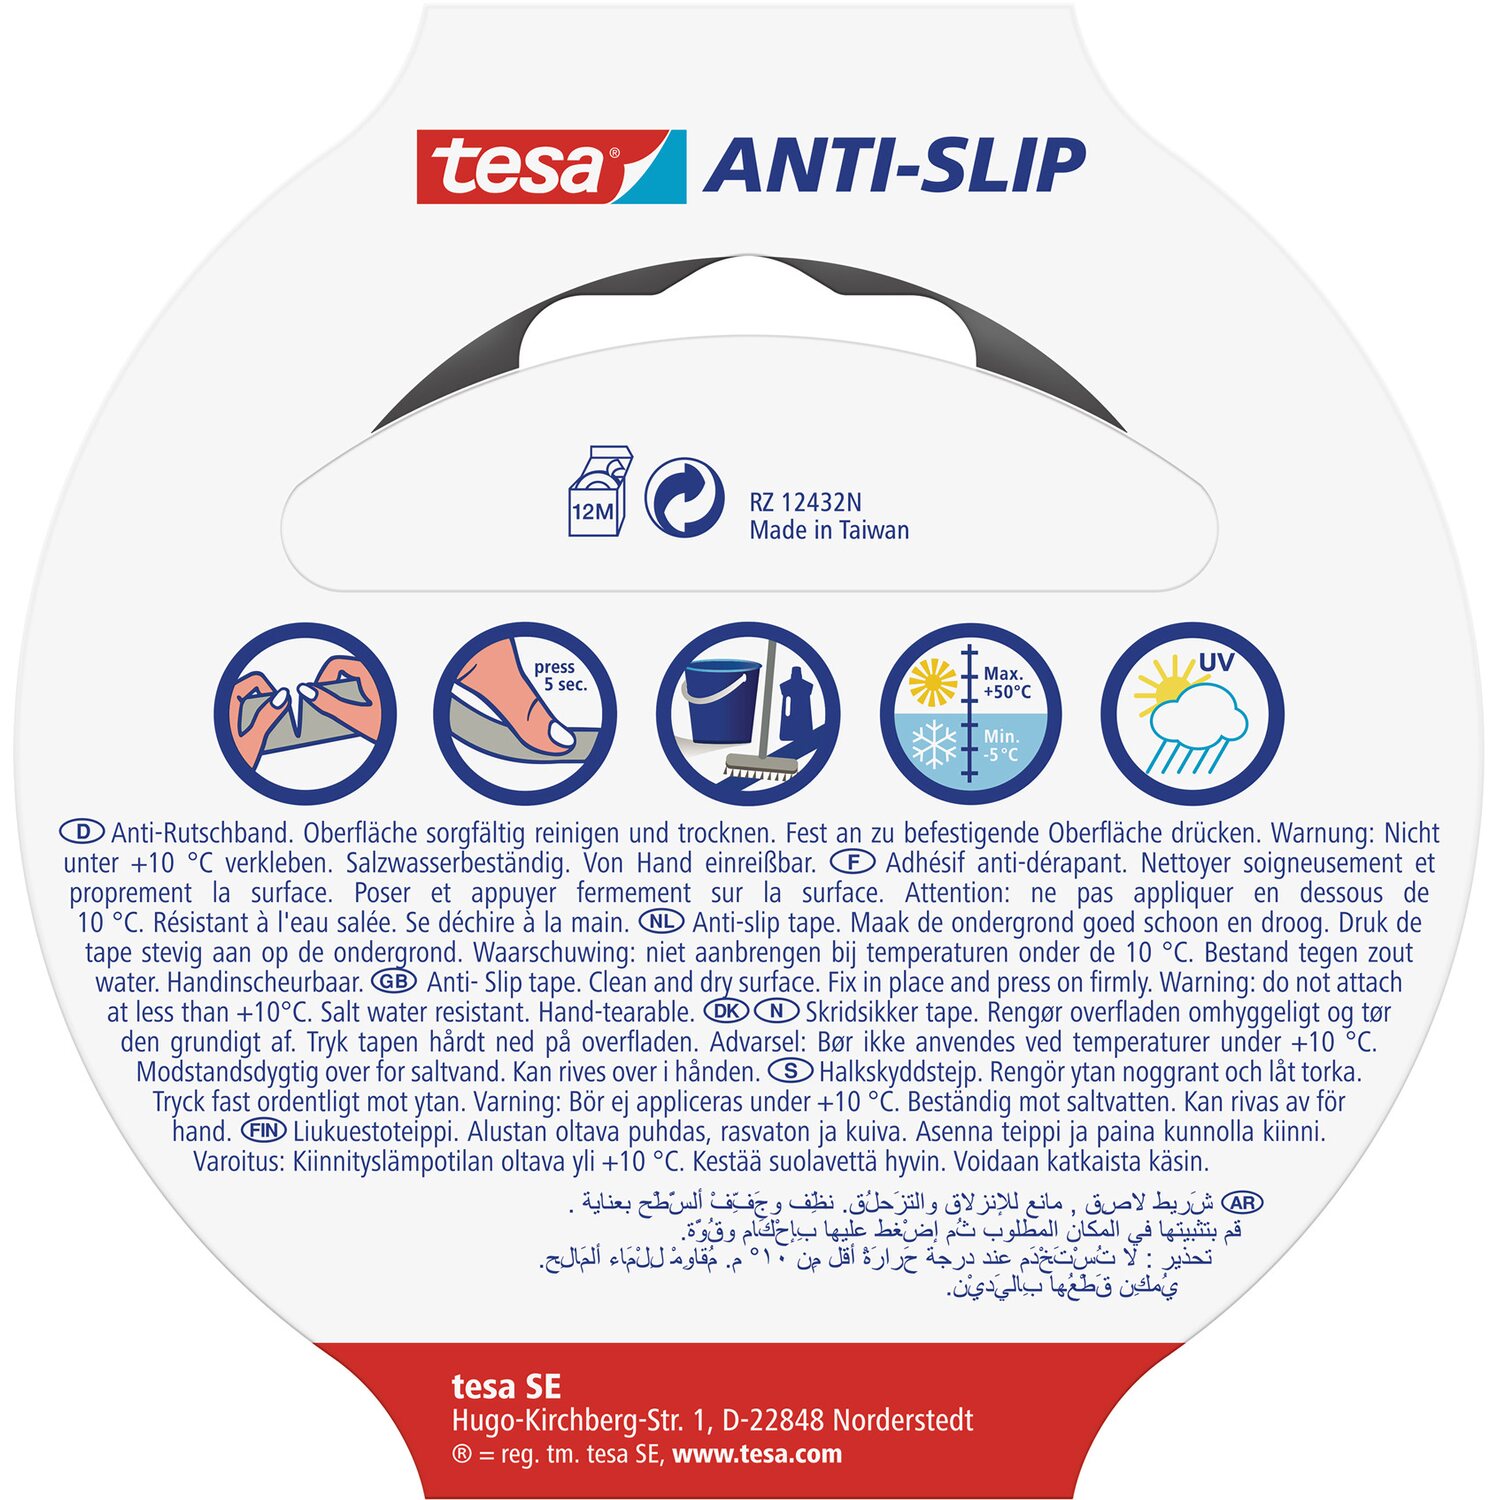 tesa® ANTI-SLIP
12M
RZ 12432N
Made in Taiwan
press
5 sec.
Max.
+50°C
Min.
-5°C
UV
D Anti-Rutschband. Oberfläche sorgfältig reinigen und trocknen. Fest an zu befestigende Oberfläche drücken. Warnung: Nicht
unter +10 °C verkleben. Salzwasserbeständig. Von Hand einreißbar. F Adhésif anti-dérapant. Nettoyer soigneusement et
proprement la surface. Poser et appuyer fermement sur la surface. Attention: ne pas appliquer en dessous de
10 °C. Résistant à l'eau salée. Se déchire à la main. NL Anti-slip tape. Maak de ondergrond goed schoon en droog. Druk de
tape stevig aan op de ondergrond. Waarschuwing: niet aanbrengen bij temperaturen onder de 10 °C. Bestand tegen zout
water. Handinscheurbaar. GB Anti- Slip tape. Clean and dry surface. Fix in place and press on firmly. Warning: do not attach
at less than +10°C. Salt water resistant. Hand-tearable. DK N Skridsikker tape. Rengør overfladen omhyggeligt og tør
den grundigt af. Tryk tapen hårdt ned på overfladen. Advarsel: Bør ikke anvendes ved temperaturer under +10 °C.
Modstandsdygtig over for saltvand. Kan rives over i hånden. S Halkskyddstejp. Rengör ytan noggrant och låt torka.
Tryck fast ordentligt mot ytan. Varning: Bör ej appliceras under +10 °C. Beständig mot saltvatten. Kan rivas av för
hand. FIN Liukuestoteippi. Alustan oltava puhdas, rasvaton ja kuiva. Asenna teippi ja paina kunnolla kiinni.
Varoitus: Kiinnityslämpotilan oltava yli +10 °C. Kestää suolavettä hyvin. Voidaan katkaista käsin.
AR شَريط لاصِق , مانع للإنزلاق والتزَحلُق. نظِف وجَفِّفْ ألسَّطْح بعناية .
قم بتثبيتها في المكان المطلوب ثُم إضْغط عليها بِإحْكَام وقُوَّة.
تحذير : لا تُسْتَخْدَم عند درجة حَرارَةْ أقل مِن ١٠° م. مُقاوِمْ لِلْمَاء ألمَالِح.
يُمكِن قَطْعُها بِاليَديْن.
tesa SE
Hugo-Kirchberg-Str. 1, D-22848 Norderstedt
® = reg. tm. tesa SE, www.tesa.com